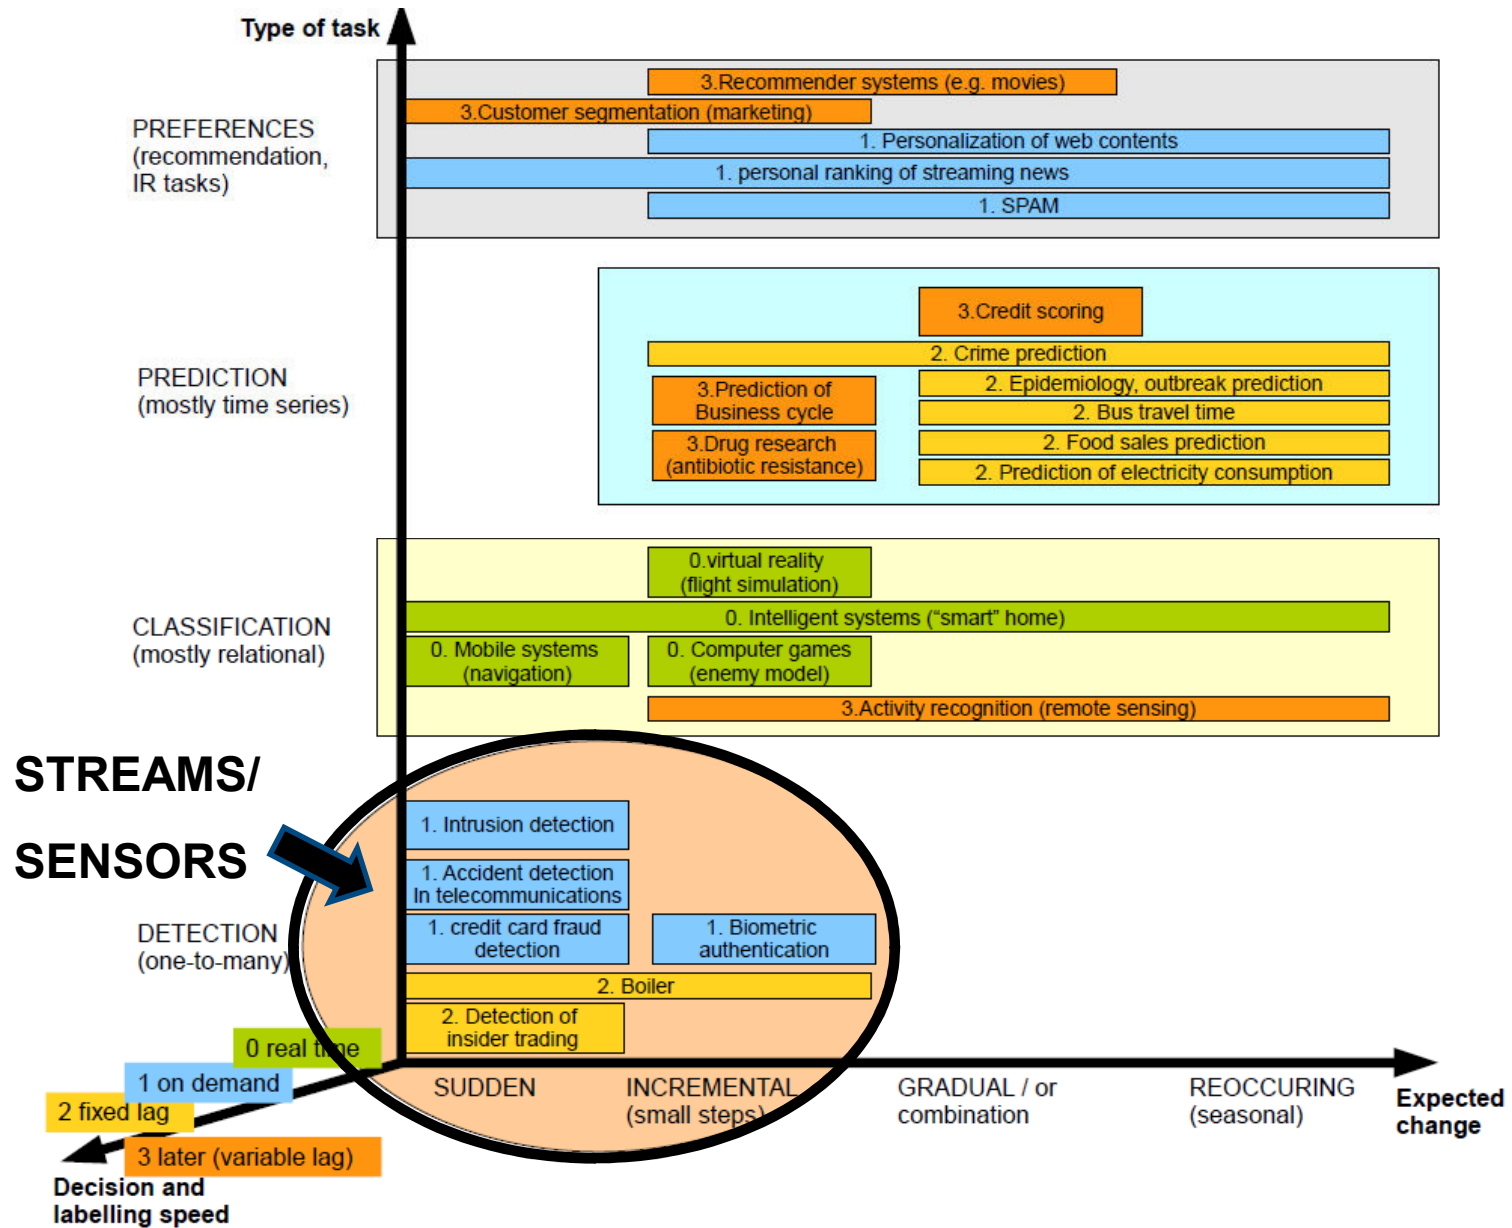 Type of task
PREFERENCES
(recommendation,
IR tasks)
3.Recommender systems (e.g. movies)
3.Customer segmentation (marketing)
1. Personalization of web contents
1. personal ranking of streaming news
1. SPAM
PREDICTION
(mostly time series)
3.Credit scoring
2. Crime prediction
3.Prediction of
Business cycle
2. Epidemiology, outbreak prediction
2. Bus travel time
3.Drug research
(antibiotic resistance)
2. Food sales prediction
2. Prediction of electricity consumption
CLASSIFICATION
(mostly relational)
0.virtual reality
(flight simulation)
0. Intelligent systems (“smart” home)
0. Mobile systems
(navigation)
0. Computer games
(enemy model)
3.Activity recognition (remote sensing)
STREAMS/
SENSORS
DETECTION
(one-to-many)
1. Intrusion detection
1. Accident detection
In telecommunications
1. credit card fraud
detection
1. Biometric
authentication
2. Boiler
2. Detection of
insider trading
0 real time
1 on demand
2 fixed lag
3 later (variable lag)
Decision and
labelling speed
SUDDEN
INCREMENTAL
(small steps)
GRADUAL / or
combination
REOCCURING
(seasonal)
Expected
change